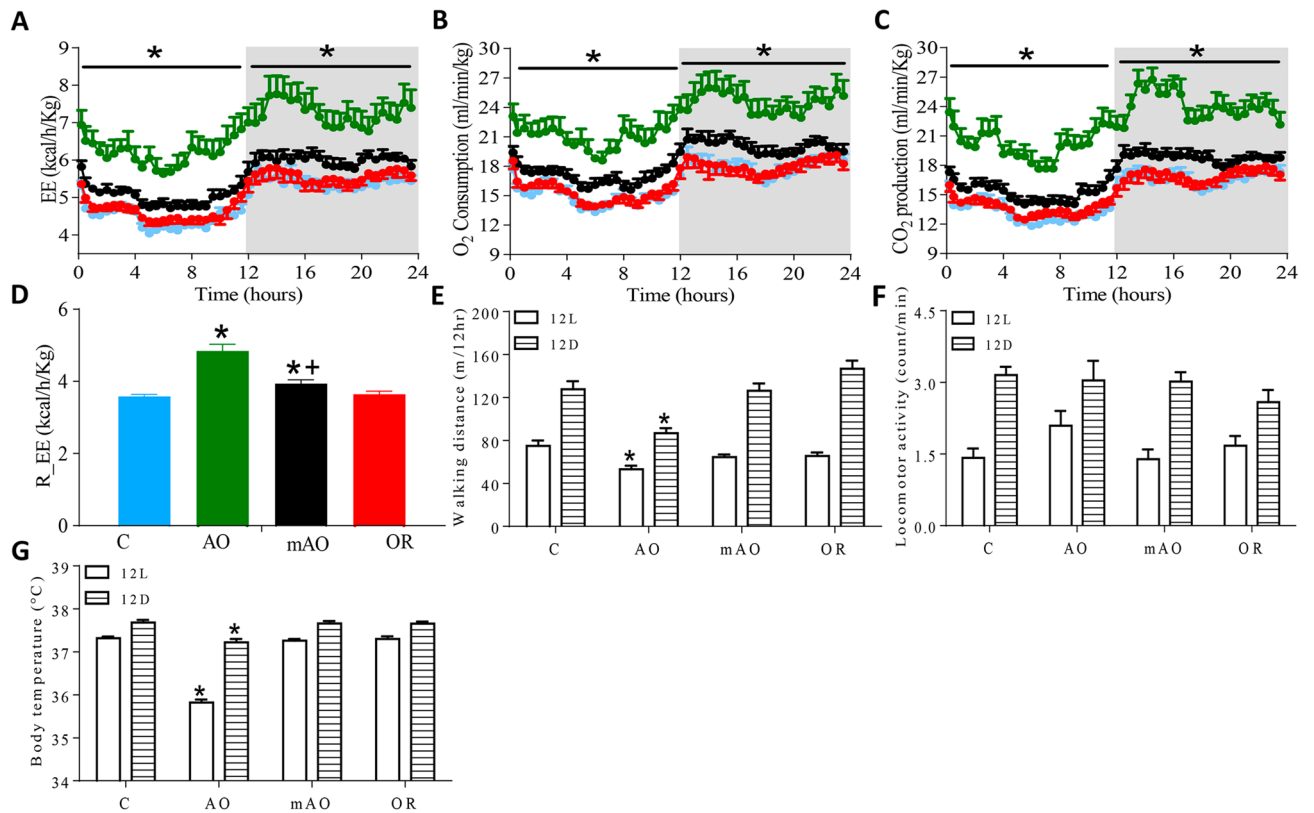 A
B
C
*
*
*
*
*
*
EE (kcal/h/Kg)
9
8
7
6
5
4
0
4
8
12
16
20
24
Time (hours)
O2 Consumption (ml/min/kg)
30
27
24
21
18
15
12
9
0
4
8
12
16
20
24
Time (hours)
CO2 production (ml/min/Kg)
30
27
24
21
18
15
12
9
0
4
8
12
16
20
24
Time (hours)
D
R_EE (kcal/h/Kg)
6
4
2
0
*
*+
C
AO
mAO
OR
E
Walking distance (m/12hr)
200
160
120
80
40
0
12L
12D
*
*
C
AO
mAO
OR
F
Locomotor activity (count/min)
4.5
3.0
1.5
0.0
12L
12D
C
AO
mAO
OR
G
Body temperature (°C)
39
38
37
36
35
34
12L
12D
*
*
C
AO
mAO
OR